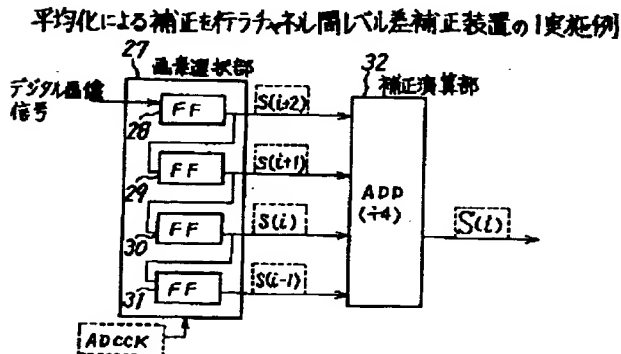 平均化による補正を行うチャネル間レベル差補正装置の1実施例
27
画素選択部
32
補正演算部
デジタル画像
信号
FF
28
S(i+2)
FF
29
S(i+1)
ADD
(÷4)
FF
30
S(i)
S(i)
FF
31
S(i-1)
ADCCK